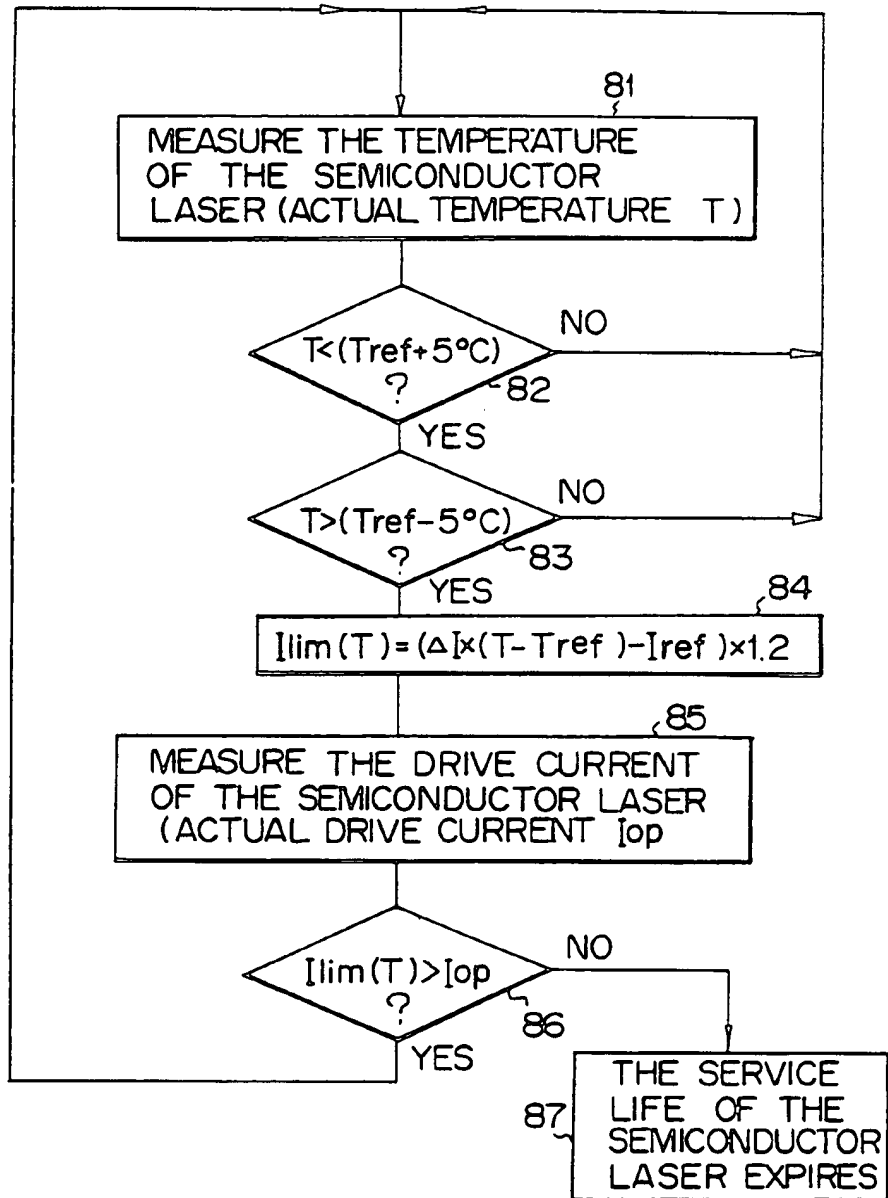 81
MEASURE THE TEMPERATURE
OF THE SEMICONDUCTOR
LASER (ACTUAL TEMPERATURE T)
T<(Tref+5°C)
?
NO
82
YES
T>(Tref-5°C)
?
NO
83
YES
84
Ilim(T)=(ΔI×(T-Tref)-Iref)×1.2
85
MEASURE THE DRIVE CURRENT
OF THE SEMICONDUCTOR LASER
(ACTUAL DRIVE CURRENT Iop
Ilim(T)>Iop
?
NO
86
YES
87
THE SERVICE
LIFE OF THE
SEMICONDUCTOR
LASER EXPIRES